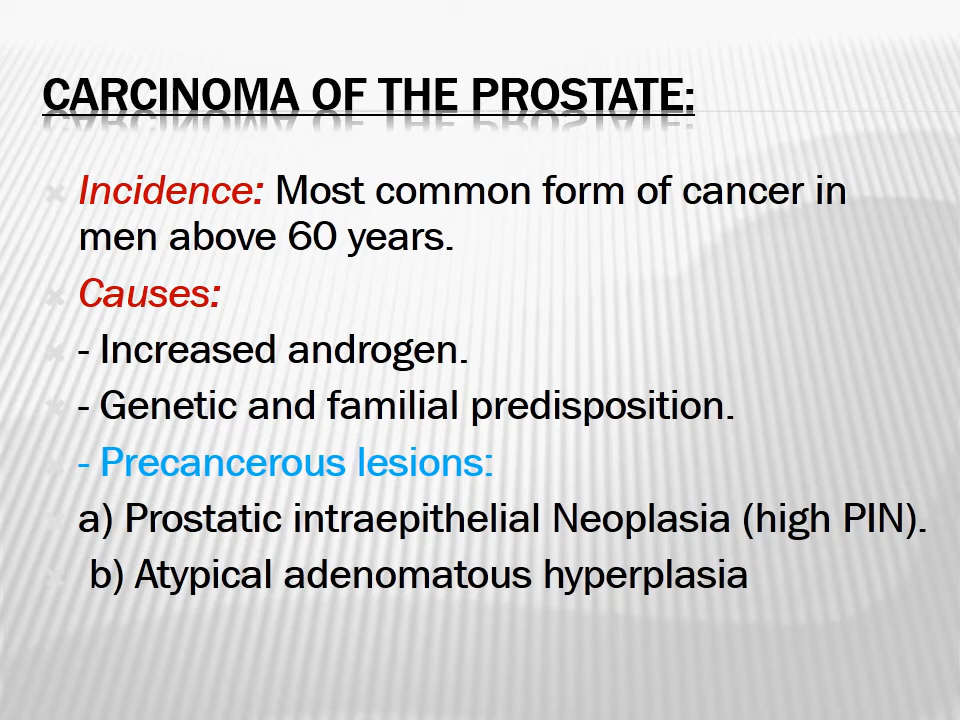 CARCINOMA OF THE PROSTATE:
Incidence: Most common form of cancer in
men above 60 years.
Causes:
- Increased androgen.
- Genetic and familial predisposition.
- Precancerous lesions:
a) Prostatic intraepithelial Neoplasia (high PIN).
b) Atypical adenomatous hyperplasia